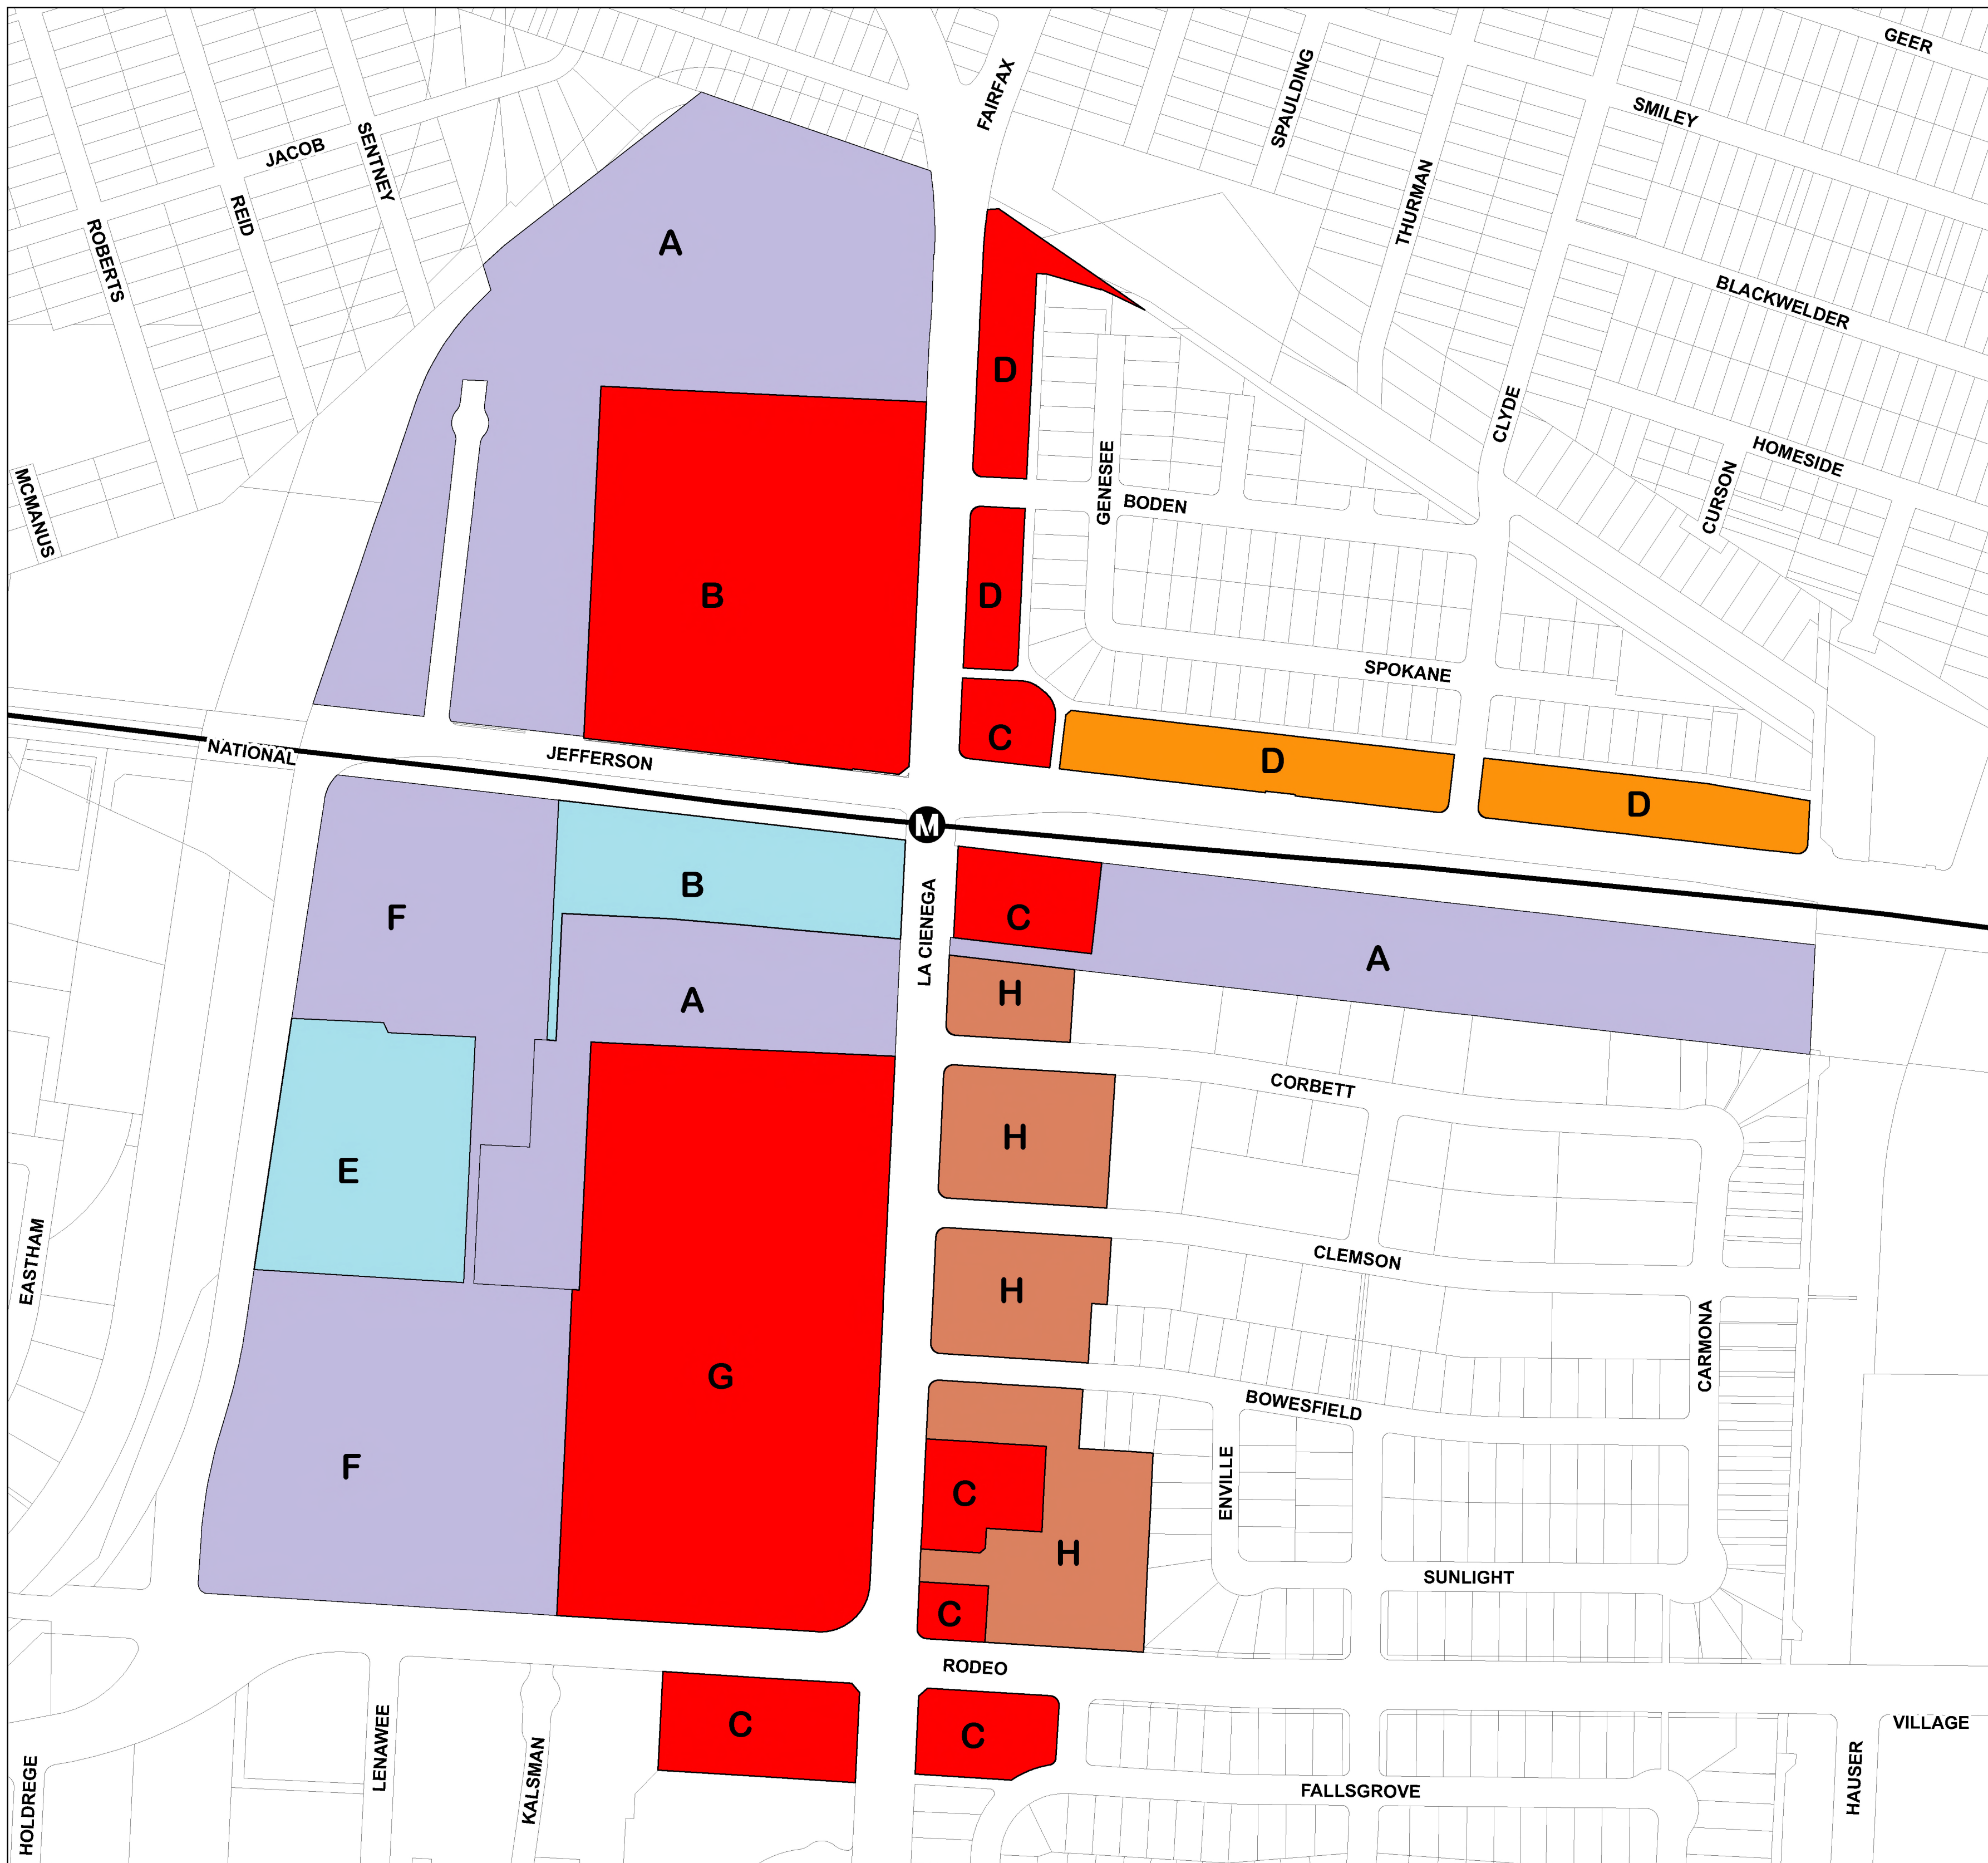 GEER
FAIRFAX
SPAULDING
SMILEY
JACOB
SENTNEY
THURMAN
REID
ROBERTS
A
BLACKWELDER
D
CLYDE
HOMESIDE
GENESEE
CURSON
MCMANUS
BODEN
B
D
SPOKANE
C
NATIONAL
JEFFERSON
D
D
M
B
LA CIENEGA
F
C
A
H
A
CORBETT
H
E
EASTHAM
CLEMSON
H
CARMONA
G
BOWESFIELD
F
ENVILLE
C
H
SUNLIGHT
C
RODEO
LENAWEE
C
C
VILLAGE
KALSMAN
HAUSER
HOLDREGE
FALLSGROVE